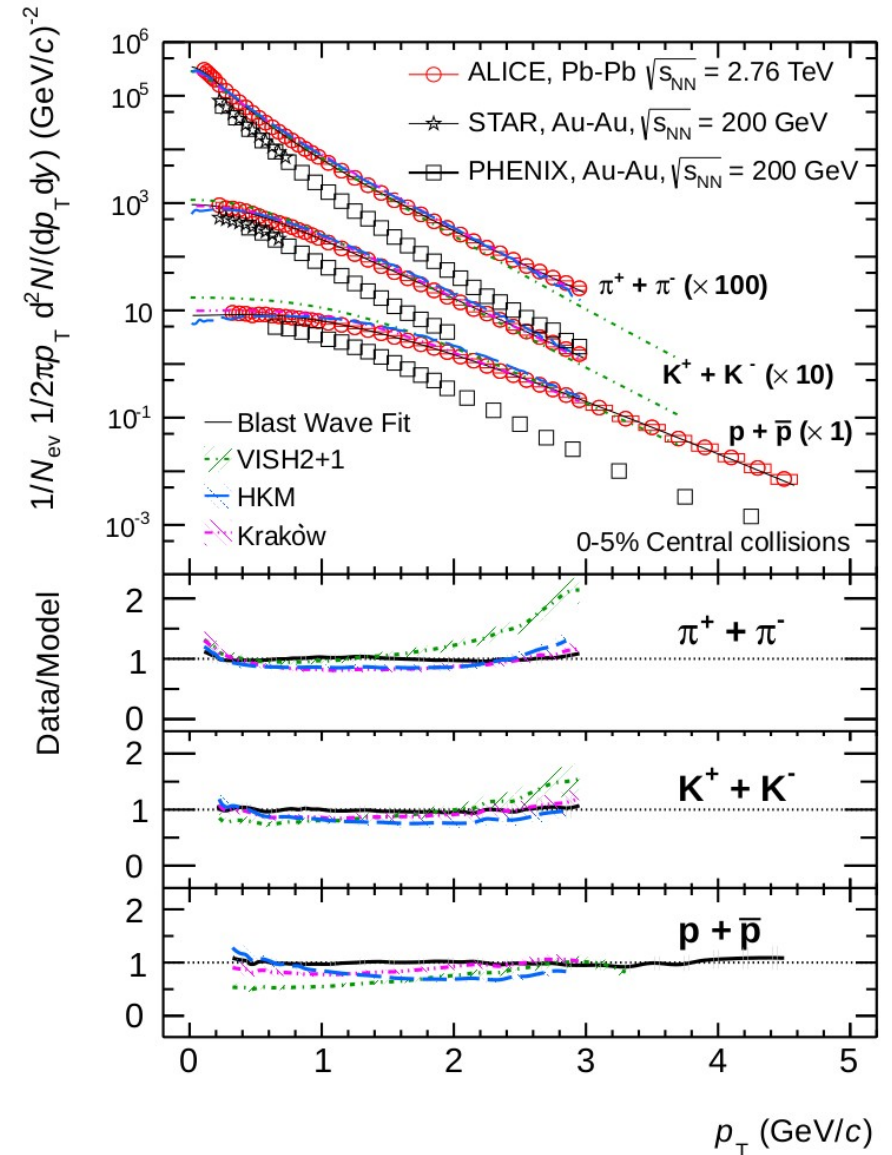 1/N_ev 1/2πp_T d²N/(dp_Tdy) (GeV/c)⁻²
10⁶
10⁵
10³
10
10⁻¹
10⁻³
ALICE, Pb-Pb √s_NN = 2.76 TeV
STAR, Au-Au, √s_NN = 200 GeV
PHENIX, Au-Au, √s_NN = 200 GeV
π⁺ + π⁻ (× 100)
K⁺ + K⁻ (× 10)
p + p̅ (× 1)
Blast Wave Fit
VISH2+1
HKM
Krakòw
0-5% Central collisions
Data/Model
2
1
0
π⁺ + π⁻
2
1
0
K⁺ + K⁻
2
1
0
p + p̅
0 1 2 3 4 5
p_T (GeV/c)